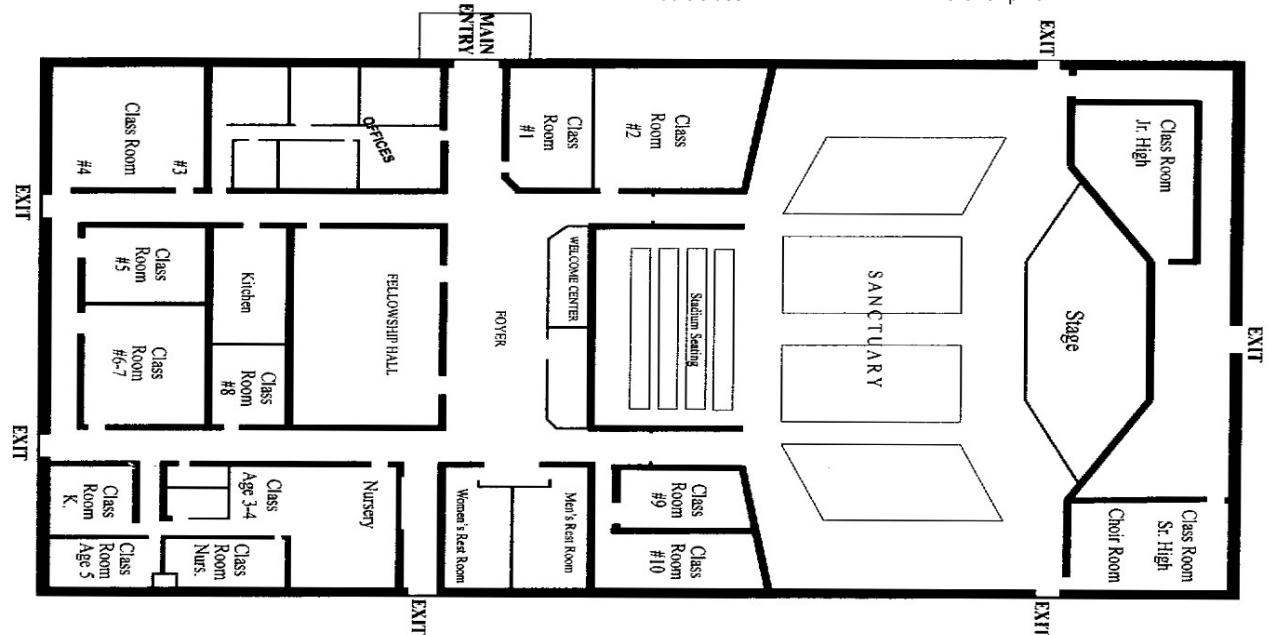 MAIN
ENTRY
EXIT
Class Room
#3
#4
OFFICES
Class
Room
#1
Class
Room
#2
Class Room
Jr. High
EXIT
Class
Room
#5
Kitchen
FELLOWSHIP HALL
FOYER
WELCOME CENTER
Stadium Seating
SANCTUARY
Stage
EXIT
Class
Room
#6-7
Class
Room
#8
EXIT
Class
Room
K.
Class
Age 3-4
Nursery
Women's Rest Room
Men's Rest Room
Class
Room
#9
Class
Room
Age 5
Class
Room
Nurs.
Class
Room
#10
Class Room
Sr. High
Choir Room
EXIT
EXIT